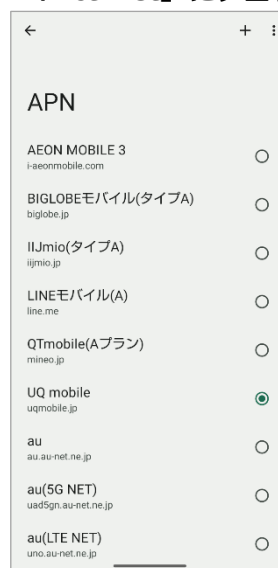 APN
AEON MOBILE 3
i-aeonmobile.com
BIGLOBEモバイル(タイプA)
biglobe.jp
IIJmio(タイプA)
iijmio.jp
LINEモバイル(A)
line.me
QTmobile(Aプラン)
mineo.jp
UQ mobile
uqmobile.jp
au
au.au-net.ne.jp
au(5G NET)
uad5gn.au-net.ne.jp
au(LTE NET)
uno.au-net.ne.jp